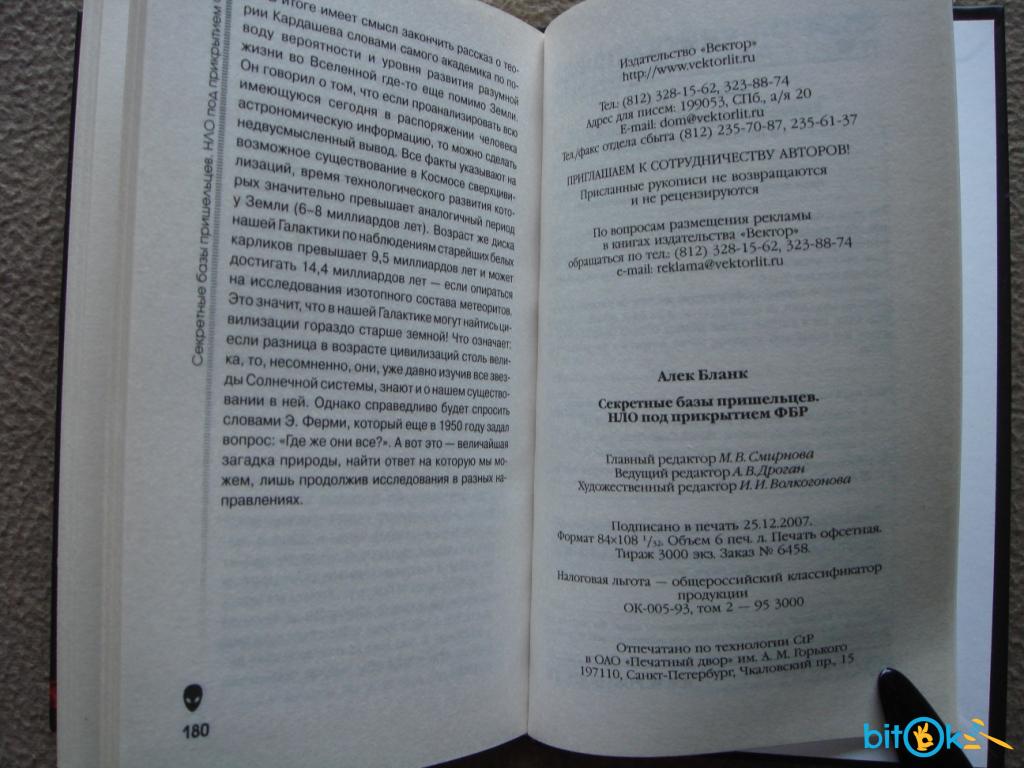 Секретные базы пришельцев. НЛО под прикрытием
итоге имеет смысл закончить рассказ о тео-
рии Кардашева словами самого академика по по-
воду вероятности и уровня развития разумной
жизни во Вселенной где-то еще помимо Земли.
Он говорил о том, что если проанализировать всю
имеющуюся сегодня в распоряжении человека
астрономическую информацию, то можно сделать
недвусмысленный вывод. Все факты указывают на
возможное существование в Космосе сверхциви-
лизаций, время технологического развития кото-
рых значительно превышает аналогичный период
у Земли (6–8 миллиардов лет). Возраст же диска
нашей Галактики по наблюдениям старейших белых
карликов превышает 9,5 миллиардов лет и может
достигать 14,4 миллиардов лет — если опираться
на исследования изотопного состава метеоритов.
Это значит, что в нашей Галактике могут найтись ци-
вилизации гораздо старше земной! Что означает:
если разница в возрасте цивилизаций столь вели-
ка, то, несомненно, они, уже давно изучив все звез-
ды Солнечной системы, знают и о нашем существо-
вании в ней. Однако справедливо будет спросить
словами Э. Ферми, который еще в 1950 году задал
вопрос: «Где же они все?». А вот это — величайшая
загадка природы, найти ответ на которую мы мо-
жем, лишь продолжив исследования в разных на-
правлениях.
180
Издательство «Вектор»
http://www.vektorlit.ru
Тел.: (812) 328-15-62, 323-88-74
Адрес для писем: 199053, СПб., а/я 20
E-mail: dom@vektorlit.ru
Тел/факс отдела сбыта (812) 235-70-87, 235-61-37
ПРИГЛАШАЕМ К СОТРУДНИЧЕСТВУ АВТОРОВ!
Присланные рукописи не возвращаются
и не рецензируются
По вопросам размещения рекламы
в книгах издательства «Вектор»
обращаться по тел.: (812) 328-15-62, 323-88-74
e-mail: reklama@vektorlit.ru
Алек Бланк
Секретные базы пришельцев.
НЛО под прикрытием ФБР
Главный редактор М. В. Смирнова
Ведущий редактор А. В. Дроган
Художественный редактор И. И. Волкогонова
Подписано в печать 25.12.2007.
Формат 84×108 1/32. Объем 6 печ. л. Печать офсетная.
Тираж 3000 экз. Заказ № 6458.
Налоговая льгота — общероссийский классификатор
продукции
ОК-005-93, том 2 — 95 3000
Отпечатано по технологии CtP
в ОАО «Печатный двор» им. А. М. Горького
197110, Санкт-Петербург, Чкаловский пр., 15
bitOk